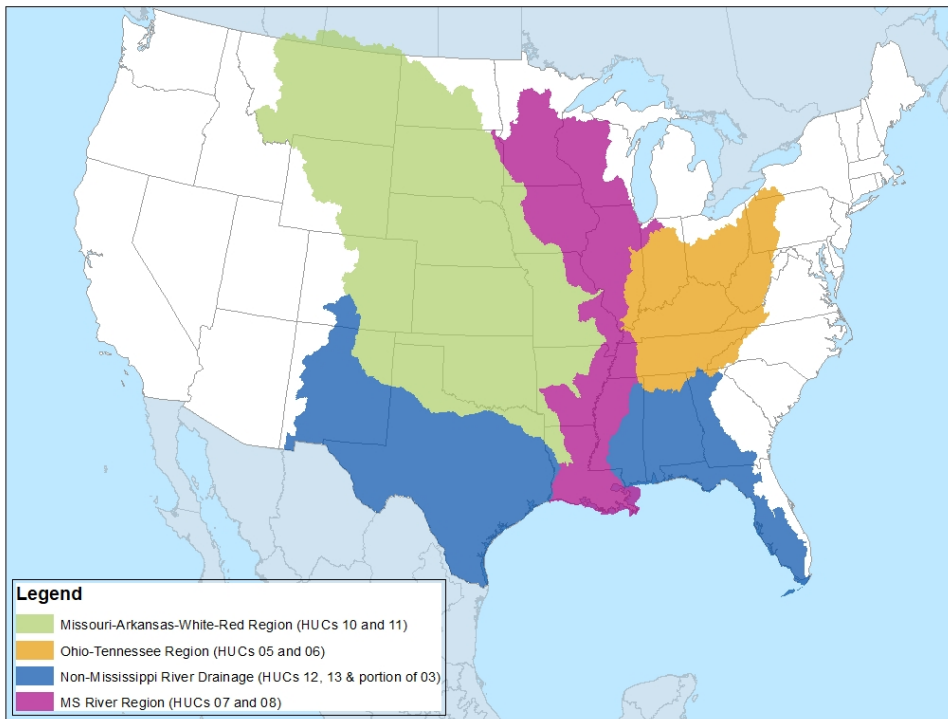 Legend
Missouri-Arkansas-White-Red Region (HUCs 10 and 11)
Ohio-Tennessee Region (HUCs 05 and 06)
Non-Mississippi River Drainage (HUCs 12, 13 & portion of 03)
MS River Region (HUCs 07 and 08)